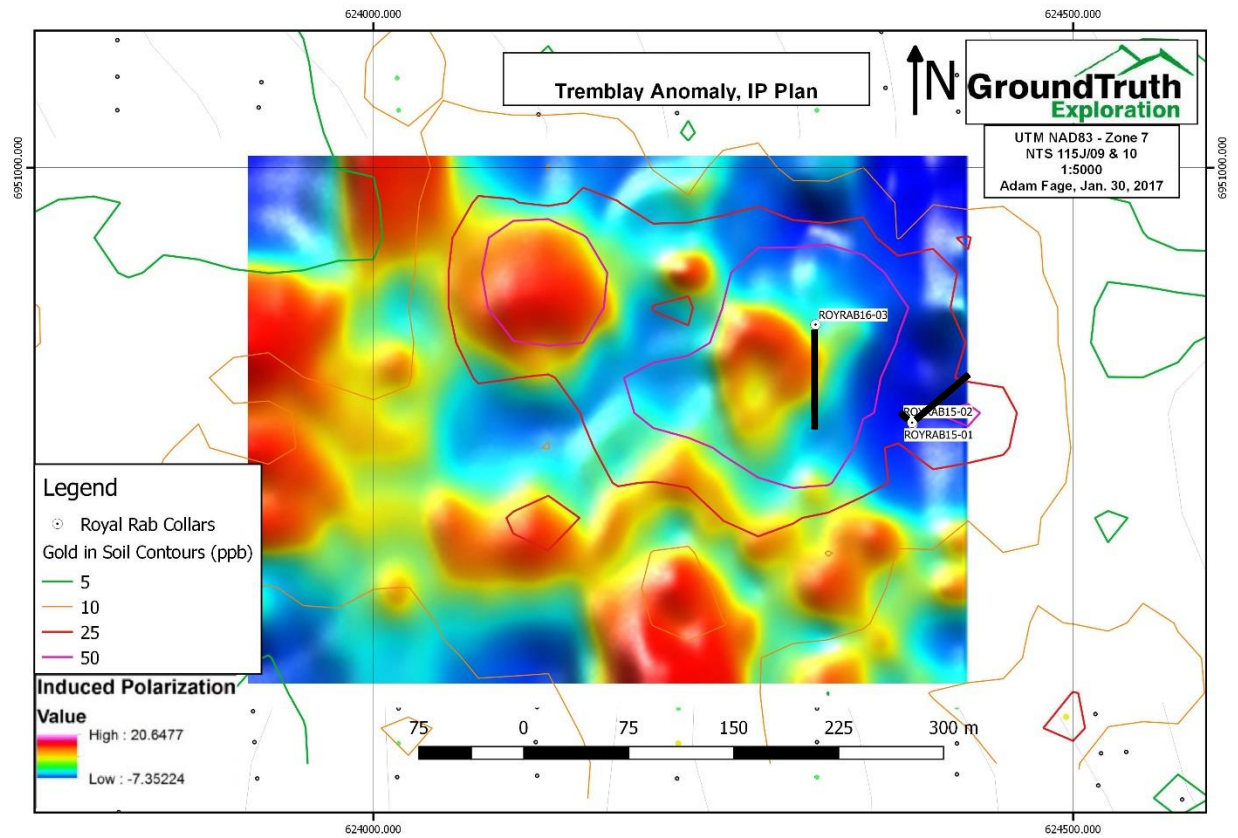 624000.000
624500.000
Tremblay Anomaly, IP Plan
N
GroundTruth
Exploration
UTM NAD83 - Zone 7
NTS 115J/09 & 10
1:5000
Adam Fage, Jan. 30, 2017
6951000.000
6951000.000
ROYRAB16-03
ROYRAB15-02
ROYRAB15-01
Legend
Royal Rab Collars
Gold in Soil Contours (ppb)
5
10
25
50
Induced Polarization
Value
High : 20.6477
Low : -7.35224
75 0 75 150 225 300 m
624000.000
624500.000